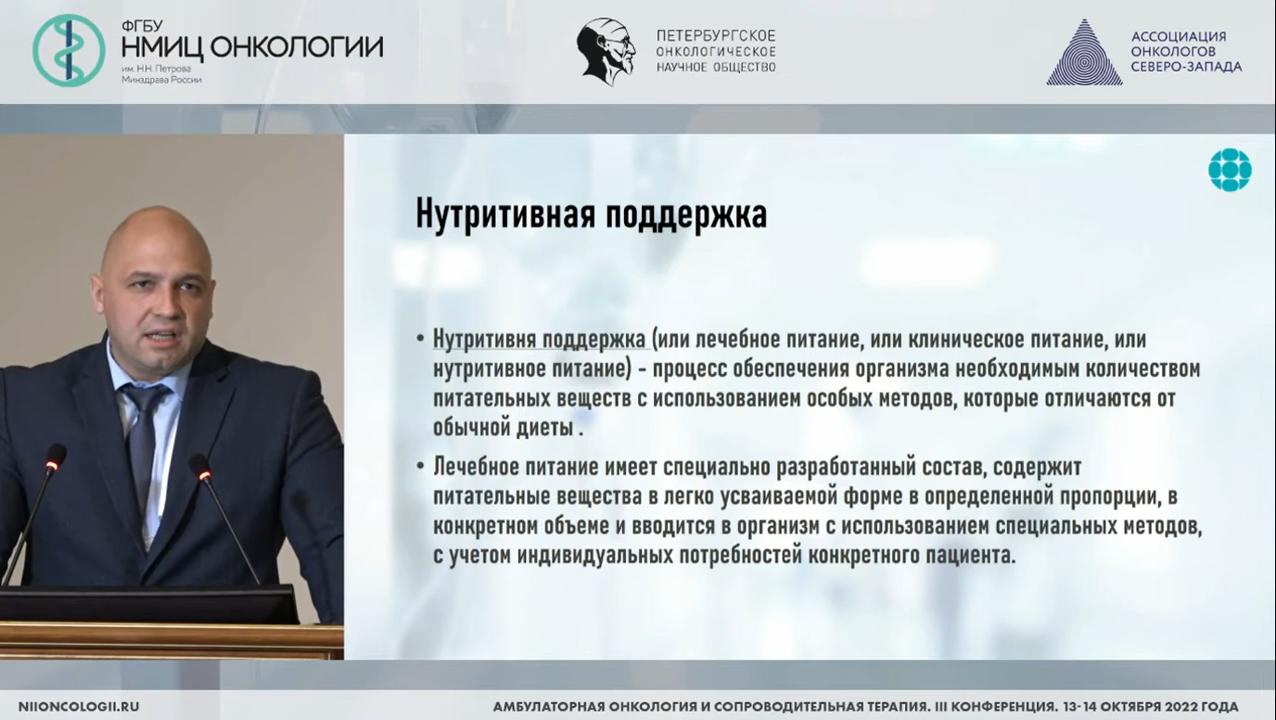 ФГБУ
НМИЦ ОНКОЛОГИИ
им. Н.Н. Петрова
Минздрава России
ПЕТЕРБУРГСКОЕ
ОНКОЛОГИЧЕСКОЕ
НАУЧНОЕ ОБЩЕСТВО
АССОЦИАЦИЯ
ОНКОЛОГОВ
СЕВЕРО-ЗАПАДА
Нутритивная поддержка
• Нутритивня поддержка (или лечебное питание, или клиническое питание, или
нутритивное питание) - процесс обеспечения организма необходимым количеством
питательных веществ с использованием особых методов, которые отличаются от
обычной диеты .
• Лечебное питание имеет специально разработанный состав, содержит
питательные вещества в легко усваиваемой форме в определенной пропорции, в
конкретном объеме и вводится в организм с использованием специальных методов,
с учетом индивидуальных потребностей конкретного пациента.
NIIONCOLOGII.RU
АМБУЛАТОРНАЯ ОНКОЛОГИЯ И СОПРОВОДИТЕЛЬНАЯ ТЕРАПИЯ. III КОНФЕРЕНЦИЯ. 13-14 ОКТЯБРЯ 2022 ГОДА